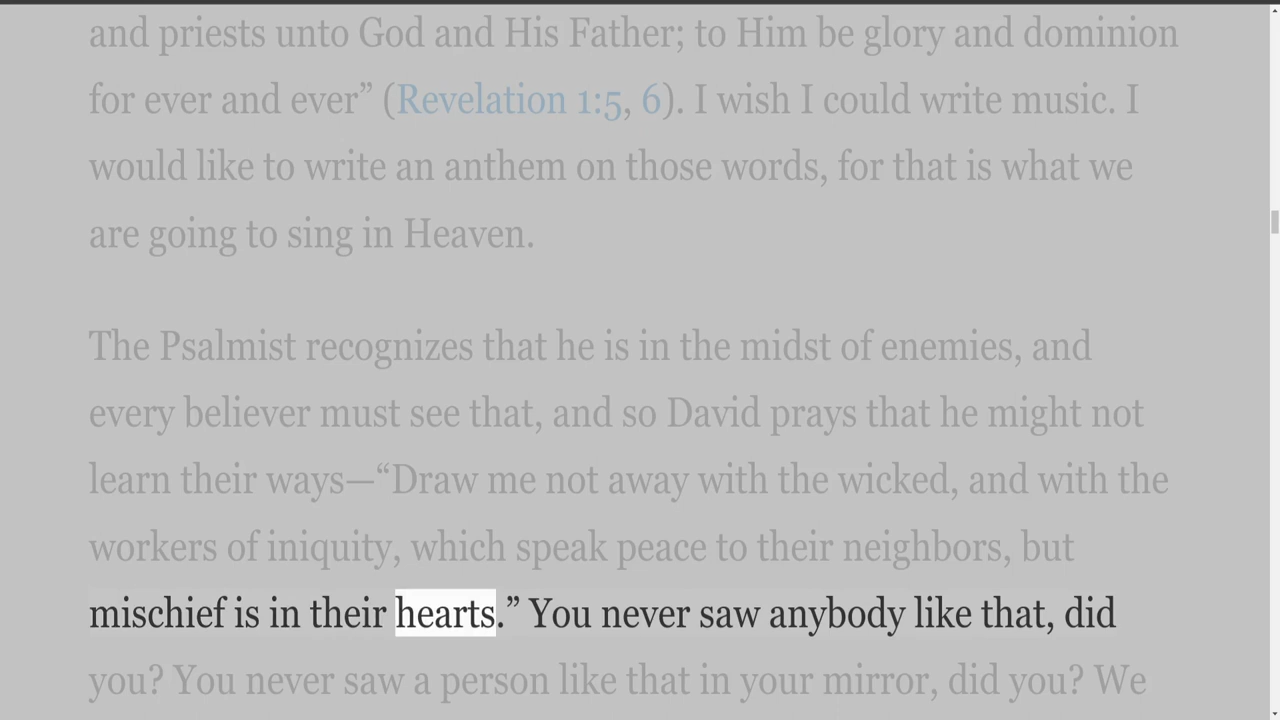 and priests unto God and His Father; to Him be glory and dominion
for ever and ever” (Revelation 1:5, 6). I wish I could write music. I
would like to write an anthem on those words, for that is what we
are going to sing in Heaven.
The Psalmist recognizes that he is in the midst of enemies, and
every believer must see that, and so David prays that he might not
learn their ways—“Draw me not away with the wicked, and with the
workers of iniquity, which speak peace to their neighbors, but
mischief is in their hearts.” You never saw anybody like that, did
you? You never saw a person like that in your mirror, did you? We